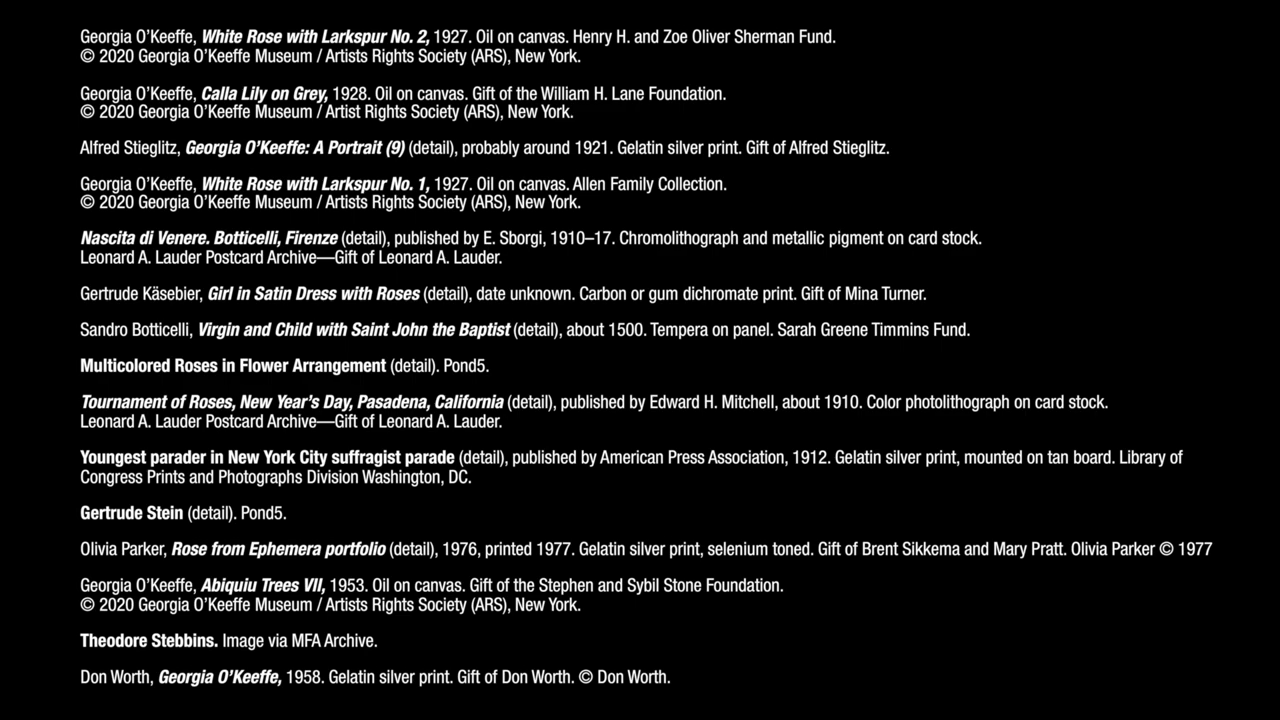 Georgia O’Keeffe, White Rose with Larkspur No. 2, 1927. Oil on canvas. Henry H. and Zoe Oliver Sherman Fund.
© 2020 Georgia O’Keeffe Museum / Artists Rights Society (ARS), New York.
Georgia O’Keeffe, Calla Lily on Grey, 1928. Oil on canvas. Gift of the William H. Lane Foundation.
© 2020 Georgia O’Keeffe Museum / Artist Rights Society (ARS), New York.
Alfred Stieglitz, Georgia O’Keeffe: A Portrait (9) (detail), probably around 1921. Gelatin silver print. Gift of Alfred Stieglitz.
Georgia O’Keeffe, White Rose with Larkspur No. 1, 1927. Oil on canvas. Allen Family Collection.
© 2020 Georgia O’Keeffe Museum / Artists Rights Society (ARS), New York.
Nascita di Venere. Botticelli, Firenze (detail), published by E. Sborgi, 1910–17. Chromolithograph and metallic pigment on card stock.
Leonard A. Lauder Postcard Archive—Gift of Leonard A. Lauder.
Gertrude Käsebier, Girl in Satin Dress with Roses (detail), date unknown. Carbon or gum dichromate print. Gift of Mina Turner.
Sandro Botticelli, Virgin and Child with Saint John the Baptist (detail), about 1500. Tempera on panel. Sarah Greene Timmins Fund.
Multicolored Roses in Flower Arrangement (detail). Pond5.
Tournament of Roses, New Year’s Day, Pasadena, California (detail), published by Edward H. Mitchell, about 1910. Color photolithograph on card stock.
Leonard A. Lauder Postcard Archive—Gift of Leonard A. Lauder.
Youngest parader in New York City suffragist parade (detail), published by American Press Association, 1912. Gelatin silver print, mounted on tan board. Library of
Congress Prints and Photographs Division Washington, DC.
Gertrude Stein (detail). Pond5.
Olivia Parker, Rose from Ephemera portfolio (detail), 1976, printed 1977. Gelatin silver print, selenium toned. Gift of Brent Sikkema and Mary Pratt. Olivia Parker © 1977
Georgia O’Keeffe, Abiquiu Trees VII, 1953. Oil on canvas. Gift of the Stephen and Sybil Stone Foundation.
© 2020 Georgia O’Keeffe Museum / Artists Rights Society (ARS), New York.
Theodore Stebbins. Image via MFA Archive.
Don Worth, Georgia O’Keeffe, 1958. Gelatin silver print. Gift of Don Worth. © Don Worth.